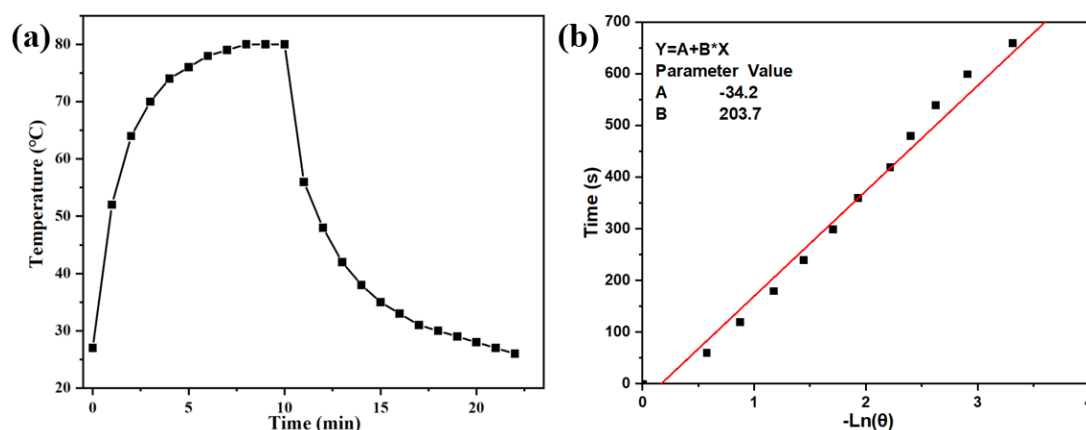 (a)
80
70
60
50
40
30
20
Temperature (°C)
0
5
10
15
20
Time (min)
(b)
Y=A+B*X
Parameter Value
A -34.2
B 203.7
700
600
500
400
300
200
100
0
Time (s)
0
1
2
3
4
-Ln(θ)